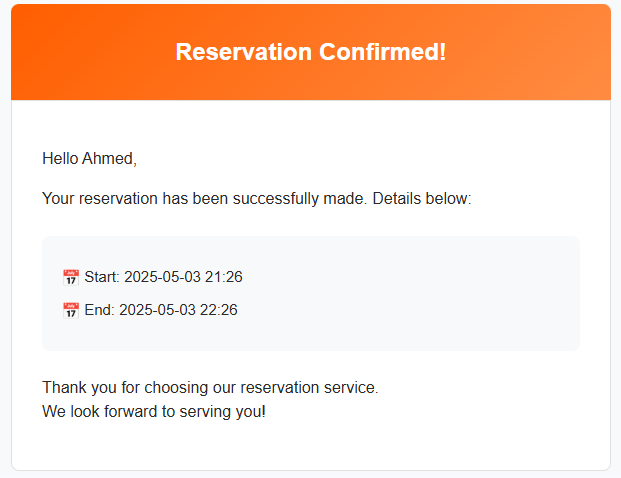 Reservation Confirmed!
Hello Ahmed,
Your reservation has been successfully made. Details below:
📅 Start: 2025-05-03 21:26
📅 End: 2025-05-03 22:26
Thank you for choosing our reservation service.
We look forward to serving you!